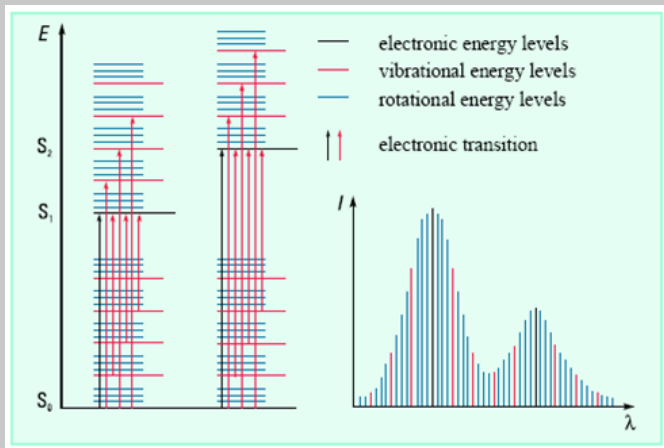 E
electronic energy levels
vibrational energy levels
rotational energy levels
electronic transition
S₂
S₁
S₀
I
λ